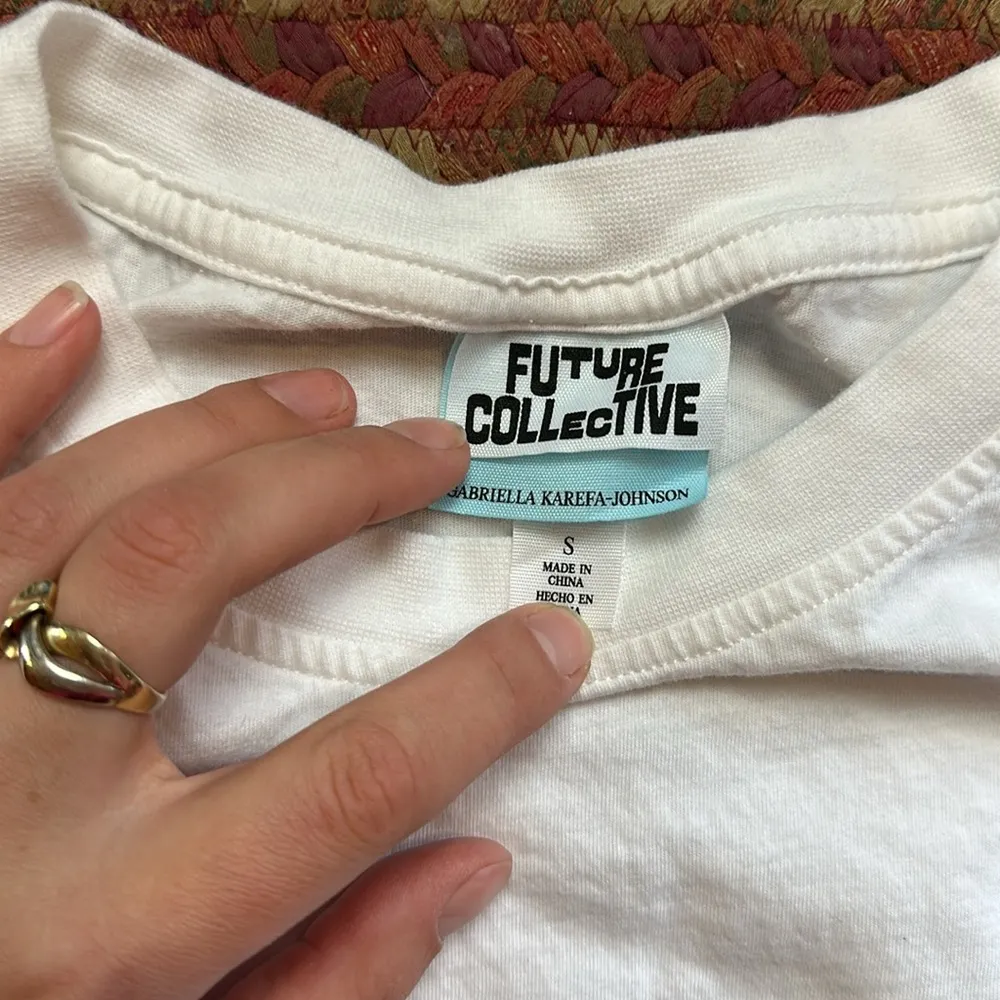 FUTURE
COLLECTIVE
GABRIELLA KAREFA-JOHNSON
S
MADE IN
CHINA
HECHO EN